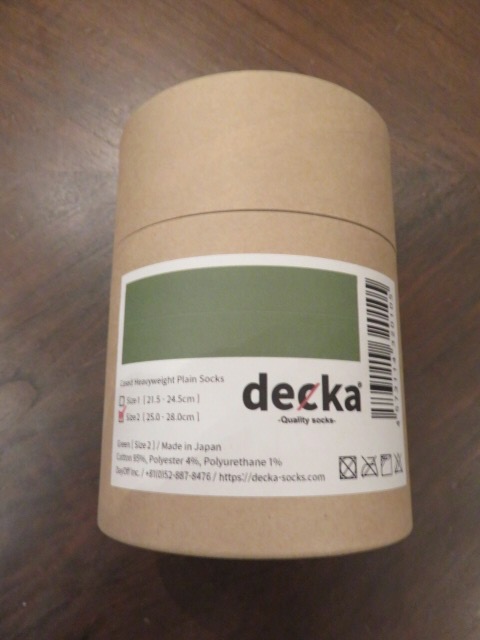 Cased Heavyweight Plain Socks
Size 1 [ 21.5 - 24.5cm ]
Size 2 [ 25.0 - 28.0cm ]
decka®
-Quality socks-
Green [ Size 2 ] / Made in Japan
Cotton 95%, Polyester 4%, Polyurethane 1%
DayOff Inc. / +81(0)52-887-8476 / https://decka-socks.com